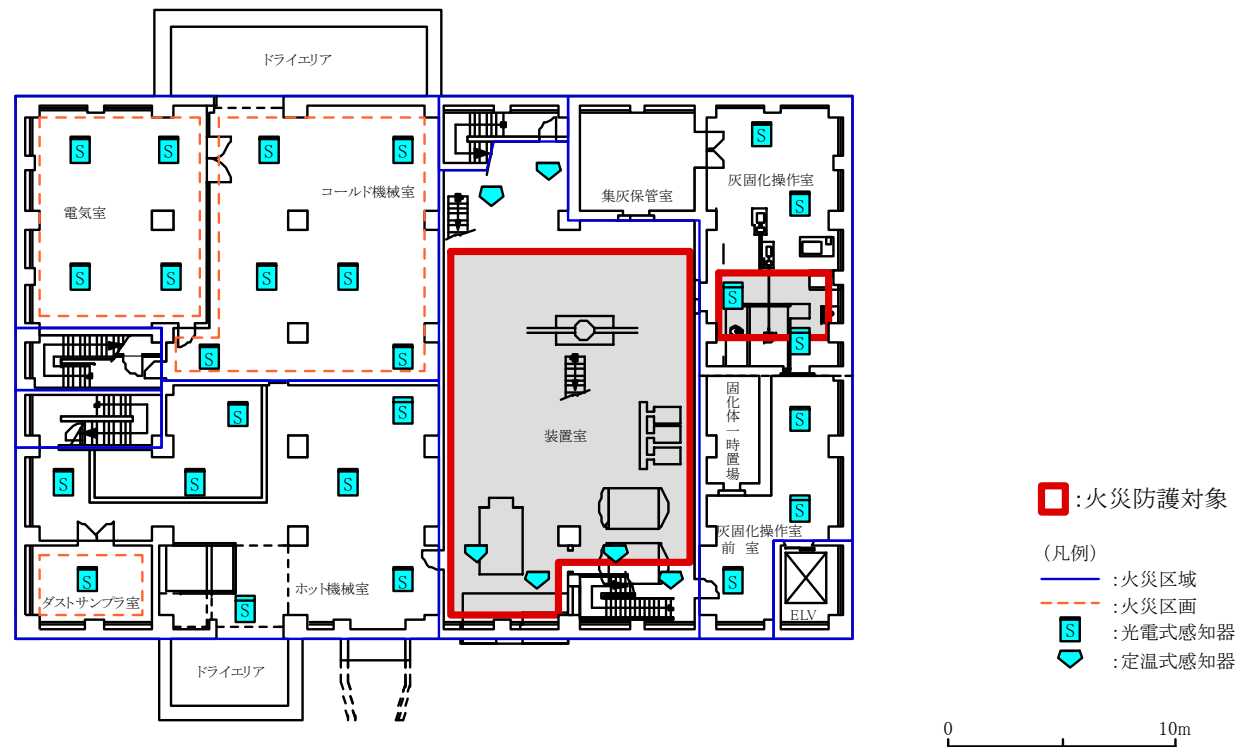 ドライエリア
S
S
S
S
S
電気室
コールド機械室
集灰保管室
灰固化操作室
S
S
S
S
S
S
S
S
S
装置室
固化体一時置場
S
S
S
S
S
S
灰固化操作室
前 室
S
S
S
S
S
ダストサンプラ室
ホット機械室
ELV
ドライエリア
:火災防護対象
(凡例)
:火災区域
:火災区画
S :光電式感知器
:定温式感知器
0 10m